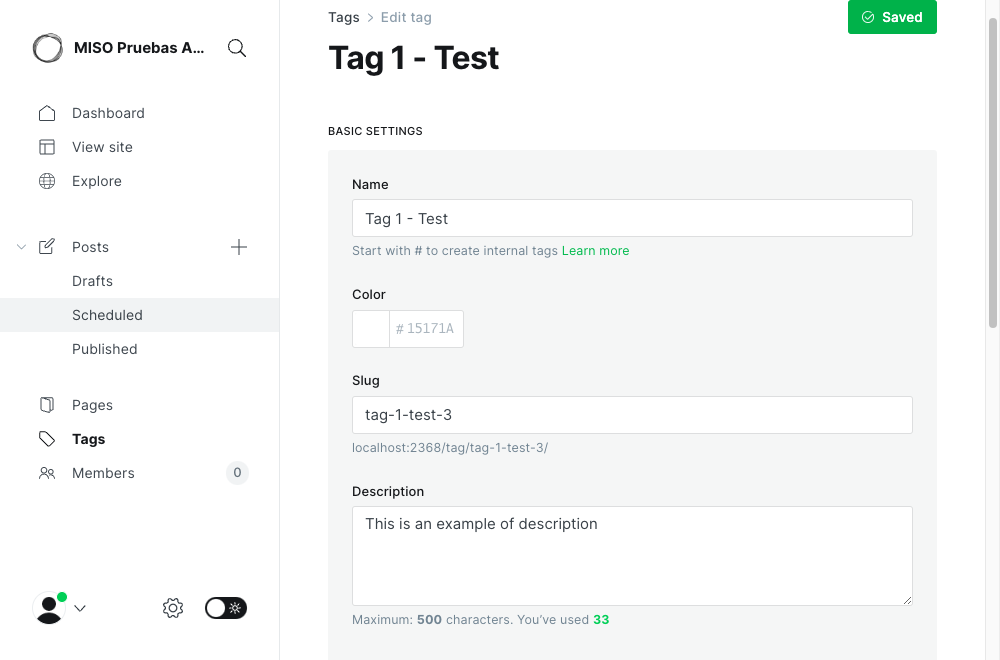 MISO Pruebas A...
Dashboard
View site
Explore
Posts
Drafts
Scheduled
Published
Pages
Tags
Members
0
Tags > Edit tag
Saved
Tag 1 - Test
BASIC SETTINGS
Name
Tag 1 - Test
Start with # to create internal tags Learn more
Color
# 15171A
Slug
tag-1-test-3
localhost:2368/tag/tag-1-test-3/
Description
This is an example of description
Maximum: 500 characters. You’ve used 33